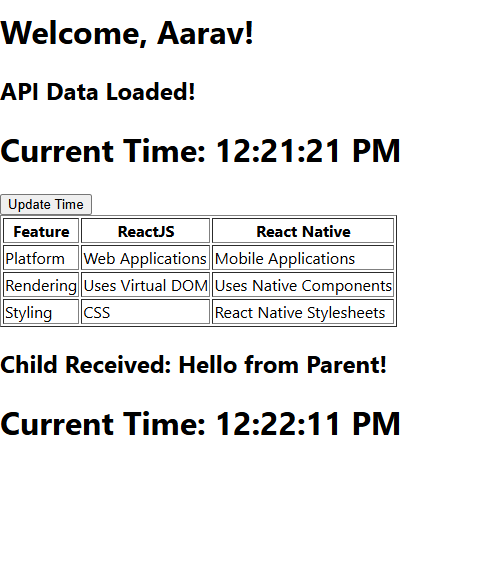 Welcome, Aarav!
API Data Loaded!
Current Time: 12:21:21 PM
Update Time
Feature ReactJS React Native
Platform Web Applications Mobile Applications
Rendering Uses Virtual DOM Uses Native Components
Styling CSS React Native Stylesheets
Child Received: Hello from Parent!
Current Time: 12:22:11 PM